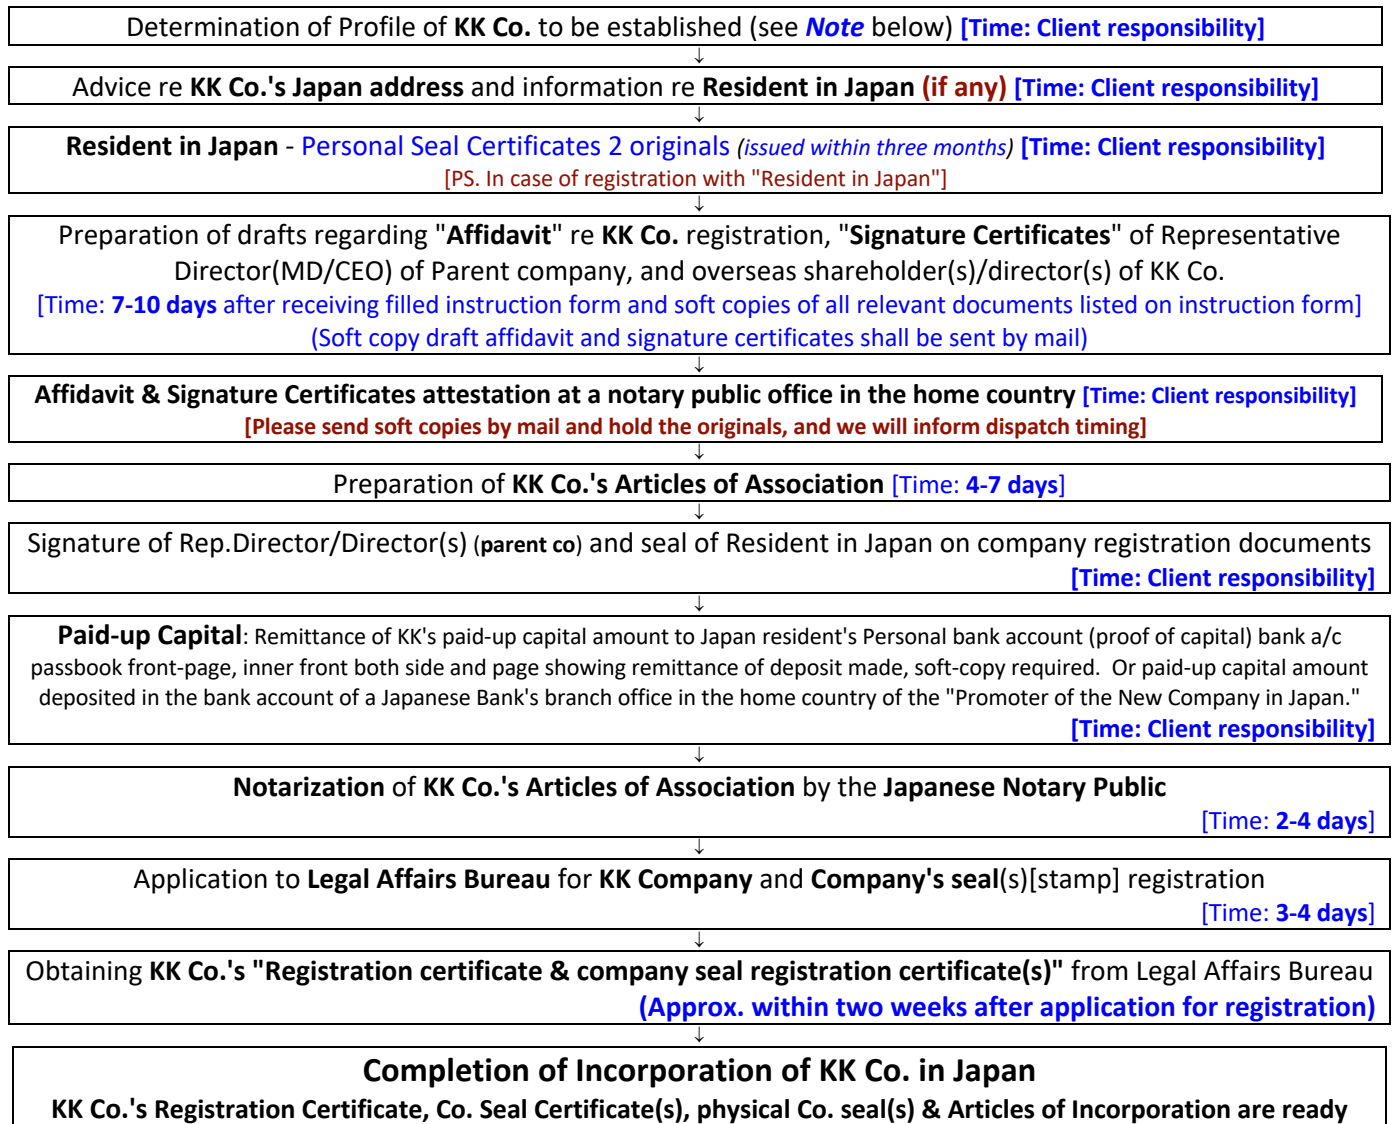 Determination of Profile of KK Co. to be established (see Note below) [Time: Client responsibility]
↓
Advice re KK Co.'s Japan address and information re Resident in Japan (if any) [Time: Client responsibility]
↓
Resident in Japan - Personal Seal Certificates 2 originals (issued within three months) [Time: Client responsibility]
[PS. In case of registration with "Resident in Japan"]
↓
Preparation of drafts regarding "Affidavit" re KK Co. registration, "Signature Certificates" of Representative
Director(MD/CEO) of Parent company, and overseas shareholder(s)/director(s) of KK Co.
[Time: 7-10 days after receiving filled instruction form and soft copies of all relevant documents listed on instruction form]
(Soft copy draft affidavit and signature certificates shall be sent by mail)
↓
Affidavit & Signature Certificates attestation at a notary public office in the home country [Time: Client responsibility]
[Please send soft copies by mail and hold the originals, and we will inform dispatch timing]
↓
Preparation of KK Co.'s Articles of Association [Time: 4-7 days]
↓
Signature of Rep.Director/Director(s) (parent co) and seal of Resident in Japan on company registration documents
[Time: Client responsibility]
↓
Paid-up Capital: Remittance of KK's paid-up capital amount to Japan resident's Personal bank account (proof of capital) bank a/c
passbook front-page, inner front both side and page showing remittance of deposit made, soft-copy required. Or paid-up capital amount
deposited in the bank account of a Japanese Bank's branch office in the home country of the "Promoter of the New Company in Japan."
[Time: Client responsibility]
↓
Notarization of KK Co.'s Articles of Association by the Japanese Notary Public
[Time: 2-4 days]
↓
Application to Legal Affairs Bureau for KK Company and Company's seal(s)[stamp] registration
[Time: 3-4 days]
↓
Obtaining KK Co.'s "Registration certificate & company seal registration certificate(s)" from Legal Affairs Bureau
(Approx. within two weeks after application for registration)
↓
Completion of Incorporation of KK Co. in Japan
KK Co.'s Registration Certificate, Co. Seal Certificate(s), physical Co. seal(s) & Articles of Incorporation are ready